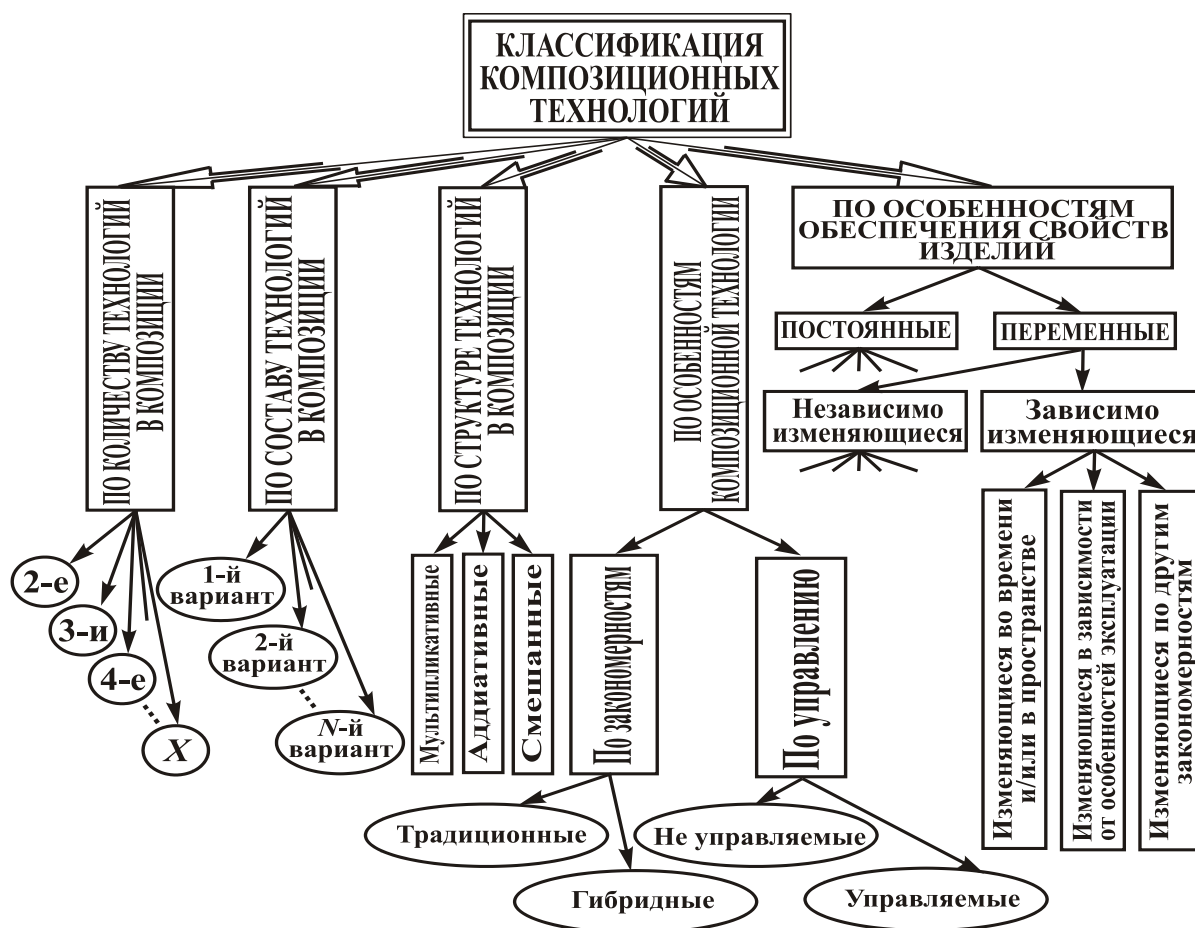 КЛАССИФИКАЦИЯ
КОМПОЗИЦИОННЫХ
ТЕХНОЛОГИЙ
ПО КОЛИЧЕСТВУ ТЕХНОЛОГИЙ
В КОМПОЗИЦИИ
2-е
3-и
4-е
X
ПО СОСТАВУ ТЕХНОЛОГИЙ
В КОМПОЗИЦИИ
1-й
вариант
2-й
вариант
N-й
вариант
ПО СТРУКТУРЕ ТЕХНОЛОГИЙ
В КОМПОЗИЦИИ
Мультипликативные
Аддиативные
Смешанные
ПО ОСОБЕННОСТЯМ
КОМПОЗИЦИОННОЙ ТЕХНОЛОГИИ
По закономерностям
Традиционные
Гибридные
По управлению
Не управляемые
Управляемые
ПО ОСОБЕННОСТЯМ
ОБЕСПЕЧЕНИЯ СВОЙСТВ
ИЗДЕЛИЙ
ПОСТОЯННЫЕ
ПЕРЕМЕННЫЕ
Независимо
изменяющиеся
Зависимо
изменяющиеся
Изменяющиеся во времени
и/или в пространстве
Изменяющиеся в зависимости
от особенностей эксплуатации
Изменяющиеся по другим
закономерностям